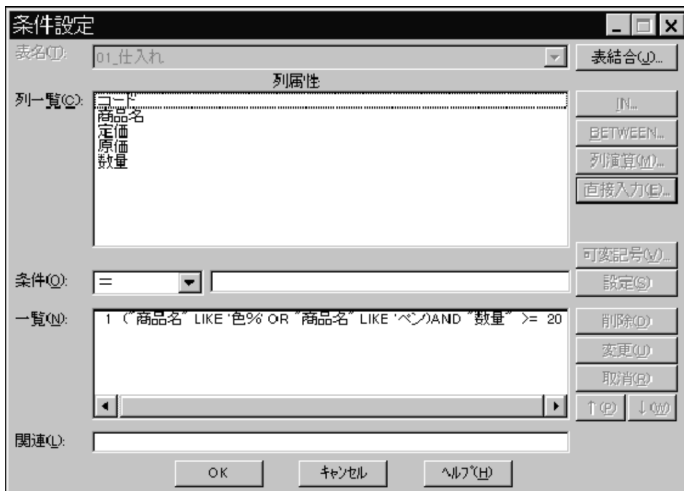 条件設定
表名(T): 01_仕入れ 表結合(J)...
列属性
列一覧(C): コード
商品名
定価
原価
数量
IN...
BETWEEN...
列演算(M)...
直接入力(E)...
可変記号(V)...
条件(O): = 設定(S)
一覧(N): 1 ("商品名" LIKE '色%' OR "商品名" LIKE 'ペン)AND "数量" >= 20
削除(D)
変更(U)
取消(R)
↑(P) ↓(W)
関連(L):
OK キャンセル ヘルプ(H)